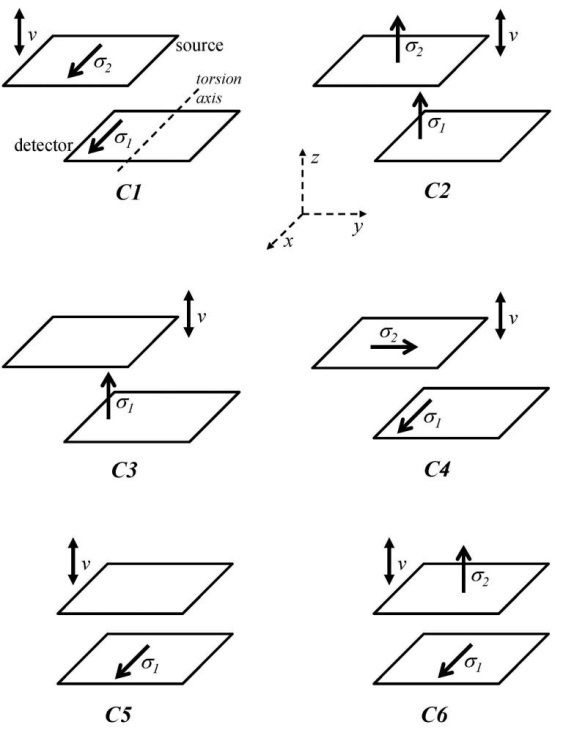 v
σ2
source
torsion
axis
detector
σ1
C1
σ2
v
σ1
C2
z
y
x
v
σ1
C3
σ2
v
σ1
C4
v
σ1
C5
v
σ2
σ1
C6